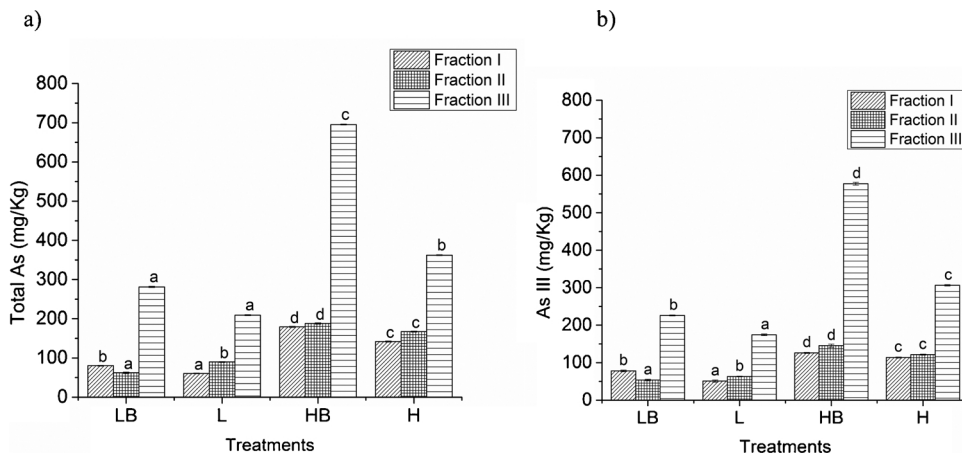 a)
Fraction I
Fraction II
Fraction III
Total As (mg/Kg)
800
700
600
500
400
300
200
100
0
b
a
a
a
b
a
d
d
c
c
c
b
LB
L
HB
H
Treatments
b)
Fraction I
Fraction II
Fraction III
As III (mg/Kg)
800
700
600
500
400
300
200
100
0
b
a
b
a
b
a
d
d
d
c
c
c
LB
L
HB
H
Treatments